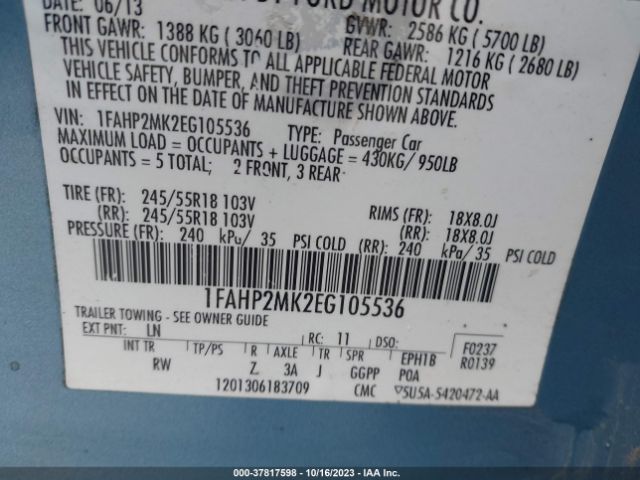 DATE: 06/13
BY FORD MOTOR CO.
FRONT GAWR: 1388 KG ( 3060 LB)
GVWR: 2586 KG ( 5700 LB)
REAR GAWR: 1216 KG ( 2680 LB)
THIS VEHICLE CONFORMS TO ALL APPLICABLE FEDERAL MOTOR
VEHICLE SAFETY, BUMPER, AND THEFT PREVENTION STANDARDS
IN EFFECT ON THE DATE OF MANUFACTURE SHOWN ABOVE.
VIN: 1FAHP2MK2EG105536 TYPE: Passenger Car
MAXIMUM LOAD = OCCUPANTS + LUGGAGE = 430KG/ 950LB
OCCUPANTS = 5 TOTAL; 2 FRONT, 3 REAR
TIRE (FR): 245/55R18 103V RIMS (FR): 18X8.0J
(RR): 245/55R18 103V (RR): 18X8.0J
PRESSURE (FR): 240 kPa/ 35 PSI COLD (RR): 240 kPa/ 35 PSI COLD
1FAHP2MK2EG105536
TRAILER TOWING - SEE OWNER GUIDE
EXT PNT: LN RC: 11 DSO: F0237
INT TR TP/PS R AXLE TR SPR EPH1B R0139
RW Z 3A J GGPP POA
1201306183709 CMC ▽5U5A-5420472-AA
000-37817598 - 10/16/2023 - IAA Inc.